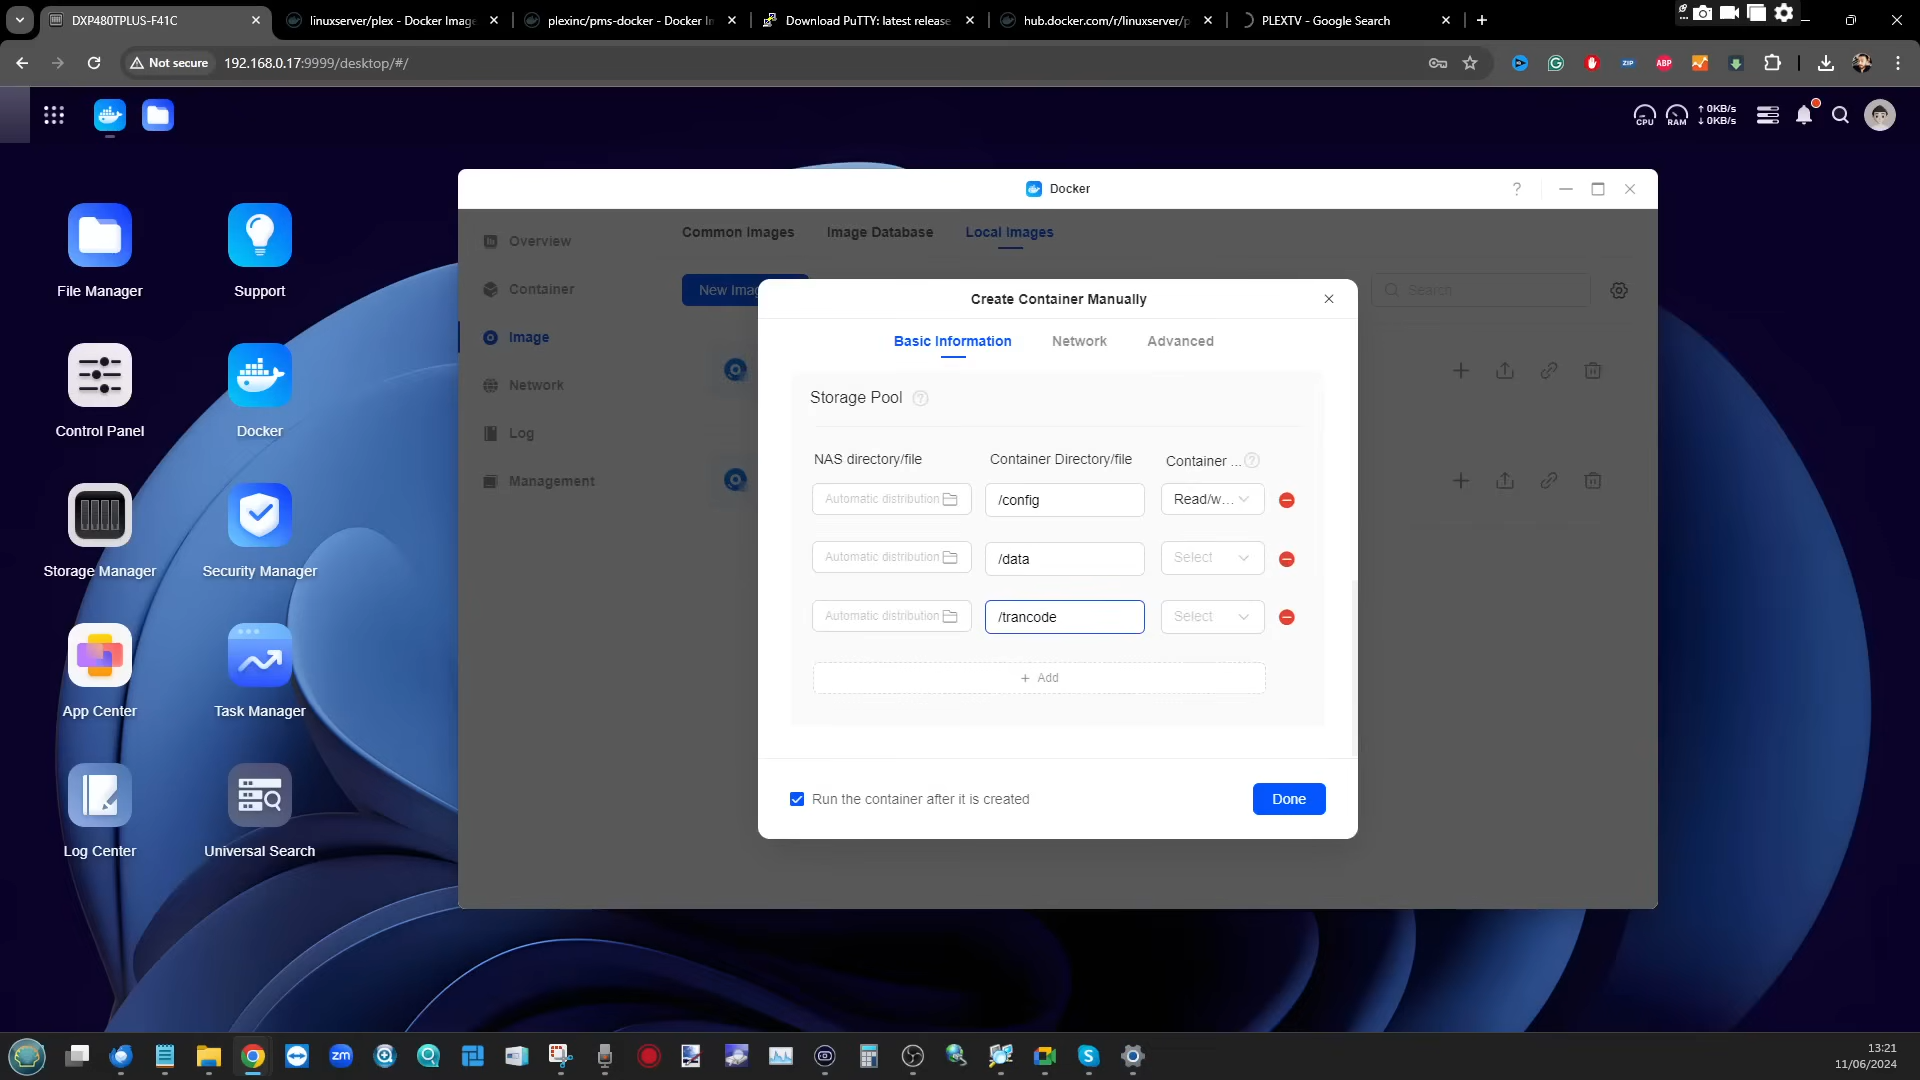 DXP480TPLUS-F41C
linuxserver/plex - Docker Image
plexinc/pms-docker - Docker In
Download PuTTY: latest release
hub.docker.com/r/linuxserver/p
PLEXTV - Google Search
Not secure
192.168.0.17:9999/desktop/#/
ZIP
ABP
CPU
RAM
↑ 0KB/s
↓ 0KB/s
File Manager
Support
Control Panel
Docker
Storage Manager
Security Manager
App Center
Task Manager
Log Center
Universal Search
Docker
Overview
Container
Image
Network
Log
Management
Common Images
Image Database
Local Images
New Imag
Search
Create Container Manually
Basic Information
Network
Advanced
Storage Pool
NAS directory/file
Container Directory/file
Container ...
Automatic distribution
/config
Read/w...
Automatic distribution
/data
Select
Automatic distribution
/trancode
Select
+ Add
Run the container after it is created
Done
zm
13:21
11/06/2024